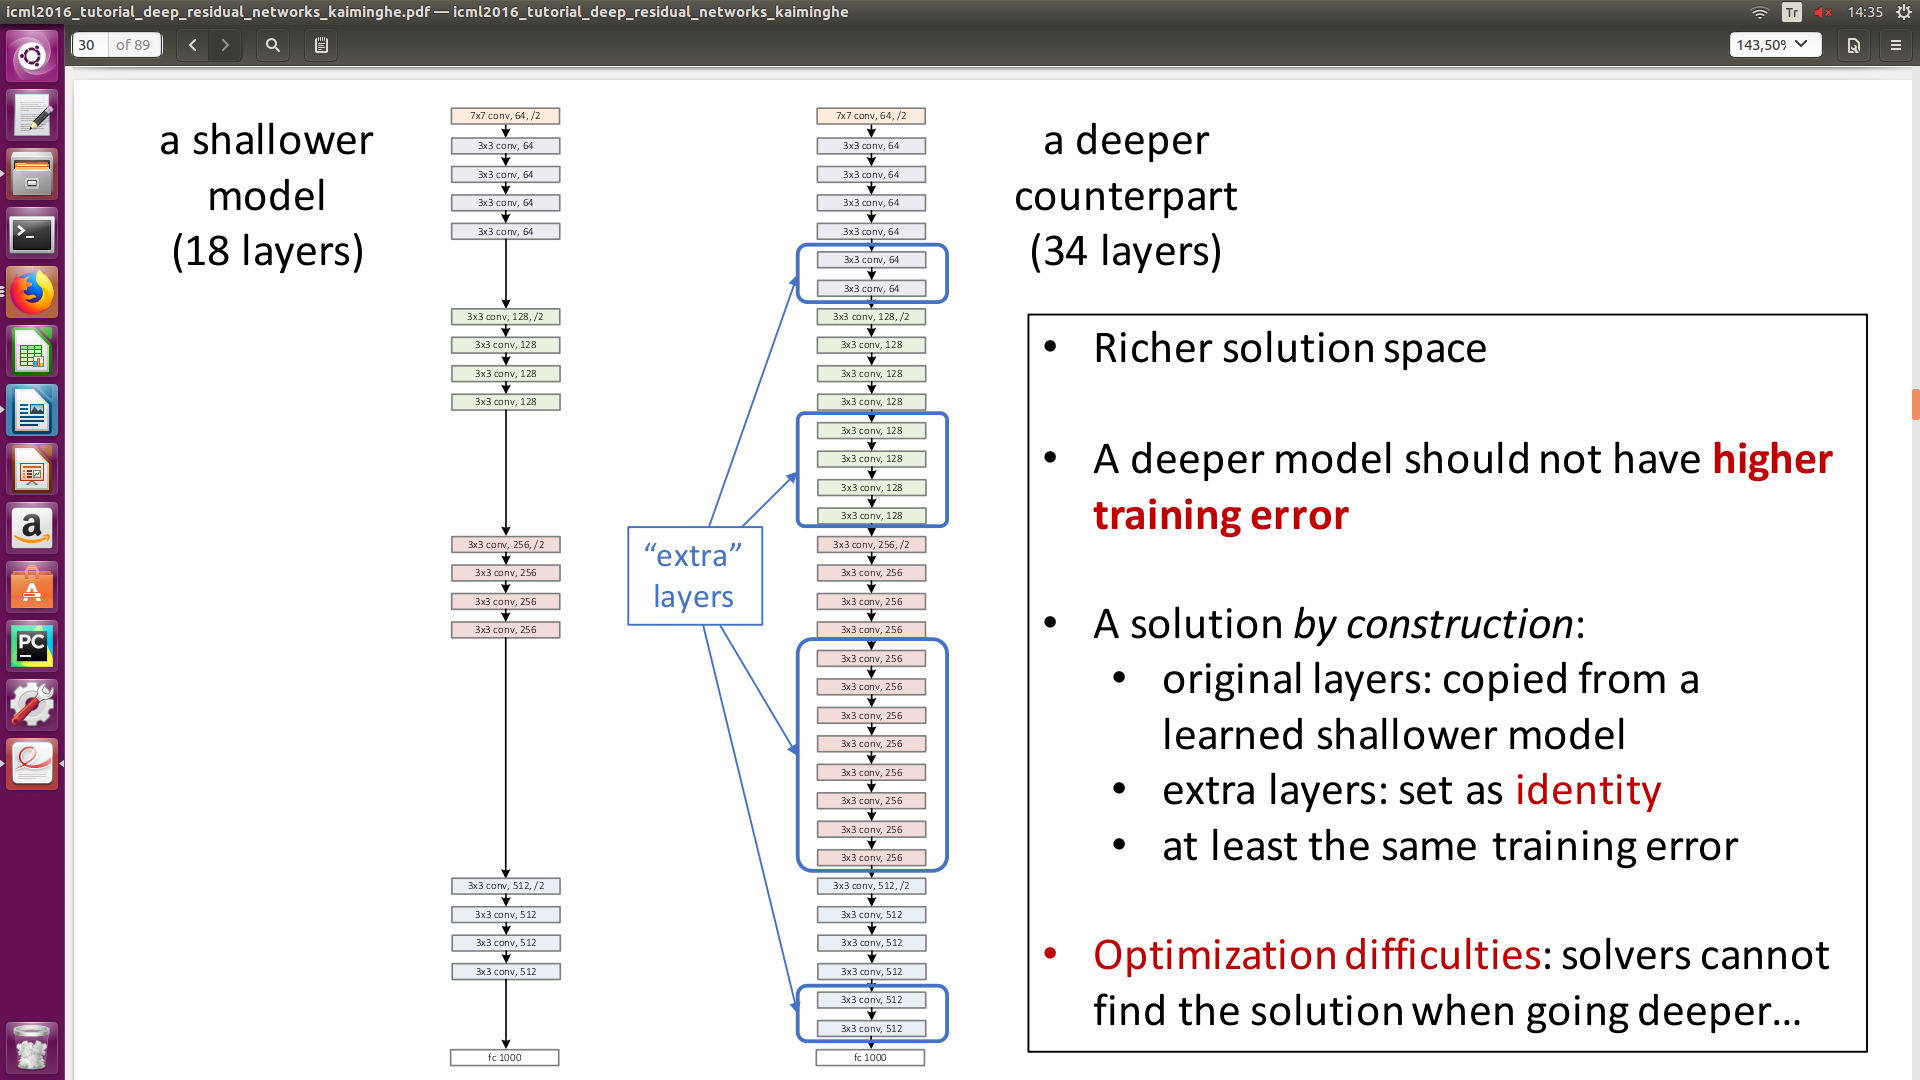 icml2016_tutorial_deep_residual_networks_kaiminghe.pdf — icml2016_tutorial_deep_residual_networks_kaiminghe
Tr
14:35
30 of 89
143,50%
a shallower
model
(18 layers)
7x7 conv, 64, /2
3x3 conv, 64
3x3 conv, 64
3x3 conv, 64
3x3 conv, 64
3x3 conv, 128, /2
3x3 conv, 128
3x3 conv, 128
3x3 conv, 128
3x3 conv, 256, /2
3x3 conv, 256
3x3 conv, 256
3x3 conv, 256
3x3 conv, 512, /2
3x3 conv, 512
3x3 conv, 512
3x3 conv, 512
fc 1000
“extra”
layers
7x7 conv, 64, /2
3x3 conv, 64
3x3 conv, 64
3x3 conv, 64
3x3 conv, 64
3x3 conv, 64
3x3 conv, 64
3x3 conv, 128, /2
3x3 conv, 128
3x3 conv, 128
3x3 conv, 128
3x3 conv, 128
3x3 conv, 128
3x3 conv, 128
3x3 conv, 128
3x3 conv, 256, /2
3x3 conv, 256
3x3 conv, 256
3x3 conv, 256
3x3 conv, 256
3x3 conv, 256
3x3 conv, 256
3x3 conv, 256
3x3 conv, 256
3x3 conv, 256
3x3 conv, 256
3x3 conv, 256
3x3 conv, 512, /2
3x3 conv, 512
3x3 conv, 512
3x3 conv, 512
3x3 conv, 512
3x3 conv, 512
fc 1000
a deeper
counterpart
(34 layers)
• Richer solution space
• A deeper model should not have higher
training error
• A solution by construction:
• original layers: copied from a
learned shallower model
• extra layers: set as identity
• at least the same training error
• Optimization difficulties: solvers cannot
find the solution when going deeper…
PC